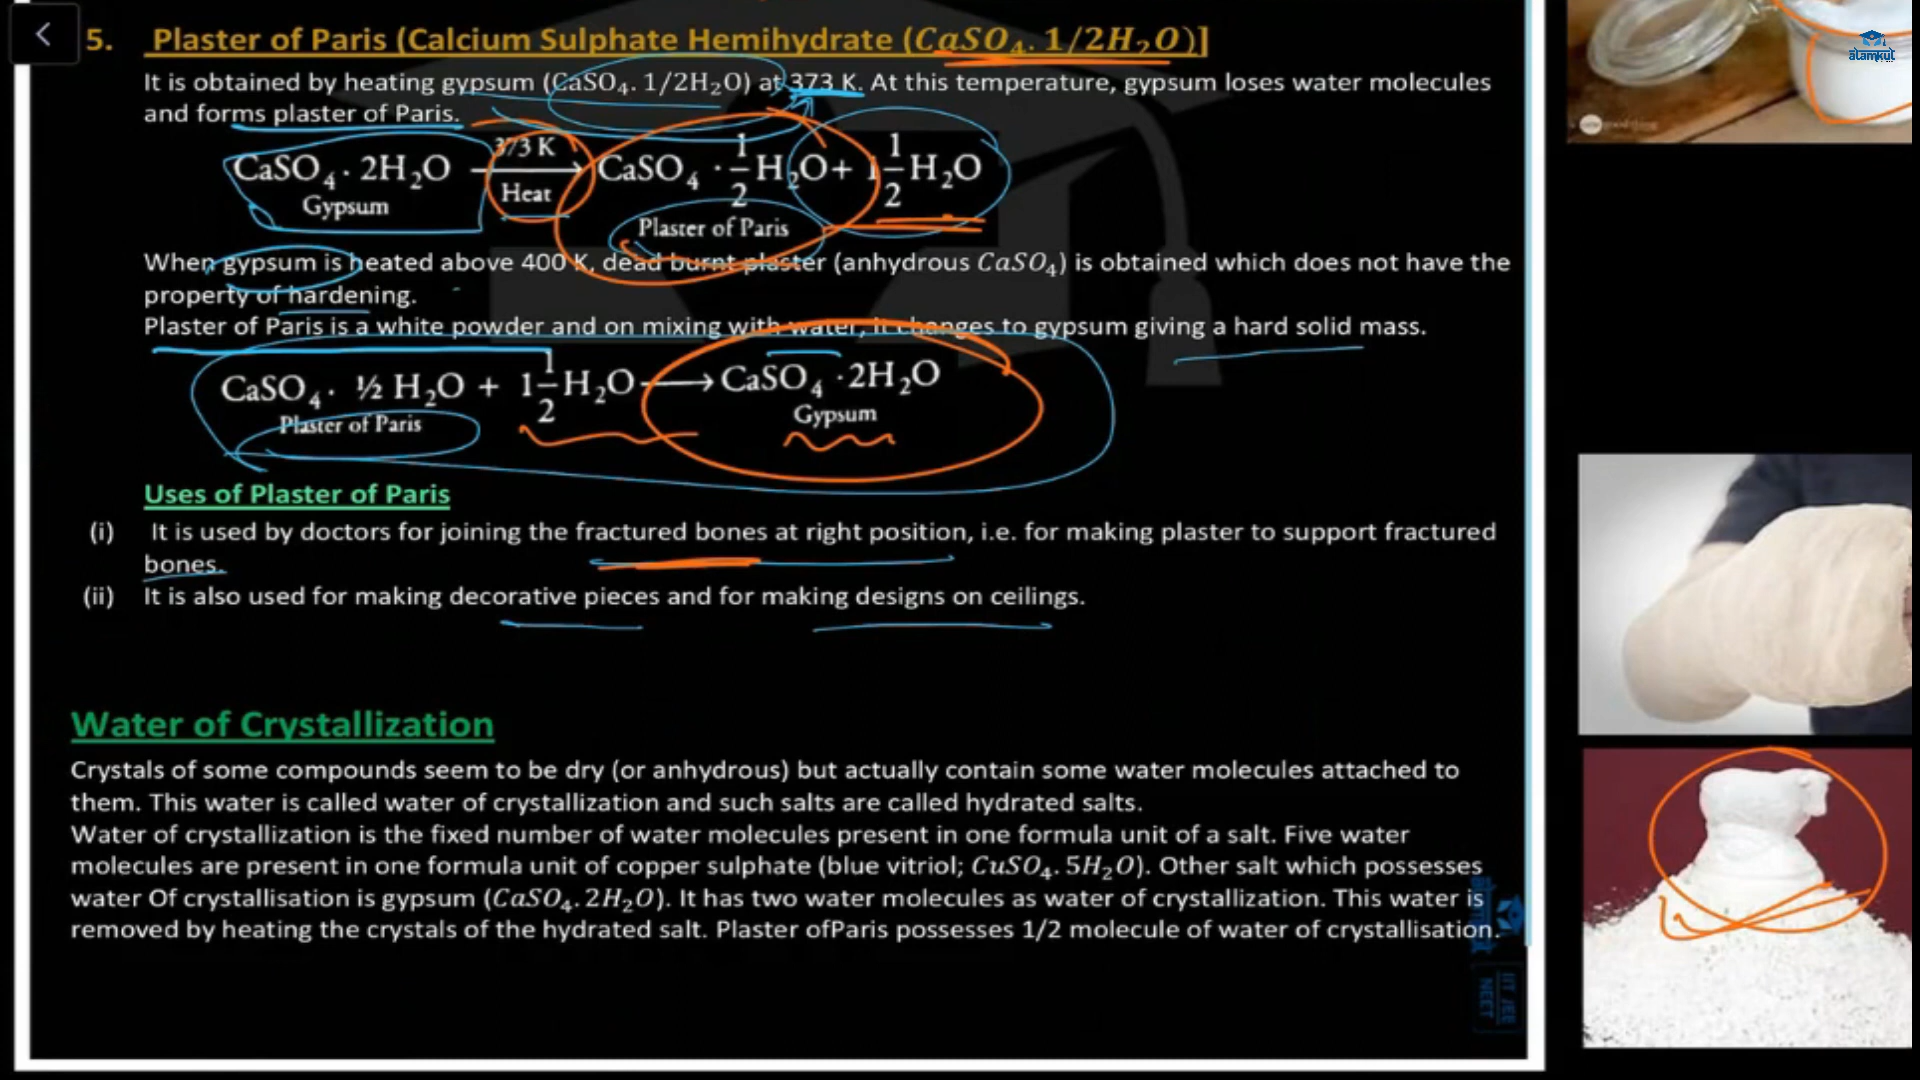 5. Plaster of Paris (Calcium Sulphate Hemihydrate (CaSO₄. 1/2H₂O)]
It is obtained by heating gypsum (CaSO₄. 1/2H₂O) at 373 K. At this temperature, gypsum loses water molecules
and forms plaster of Paris.
CaSO₄ · 2H₂O 373 K Heat → CaSO₄ · 1/2 H₂O + 1 1/2 H₂O
Gypsum Plaster of Paris
When gypsum is heated above 400 K, dead burnt plaster (anhydrous CaSO₄) is obtained which does not have the
property of hardening.
Plaster of Paris is a white powder and on mixing with water, it changes to gypsum giving a hard solid mass.
CaSO₄ · ½ H₂O + 1 1/2 H₂O → CaSO₄ · 2H₂O
Plaster of Paris Gypsum
Uses of Plaster of Paris
(i) It is used by doctors for joining the fractured bones at right position, i.e. for making plaster to support fractured
bones.
(ii) It is also used for making decorative pieces and for making designs on ceilings.
Water of Crystallization
Crystals of some compounds seem to be dry (or anhydrous) but actually contain some water molecules attached to
them. This water is called water of crystallization and such salts are called hydrated salts.
Water of crystallization is the fixed number of water molecules present in one formula unit of a salt. Five water
molecules are present in one formula unit of copper sulphate (blue vitriol; CuSO₄. 5H₂O). Other salt which possesses
water Of crystallisation is gypsum (CaSO₄. 2H₂O). It has two water molecules as water of crystallization. This water is
removed by heating the crystals of the hydrated salt. Plaster ofParis possesses 1/2 molecule of water of crystallisation.
alamkul
IIT JEE
NEET